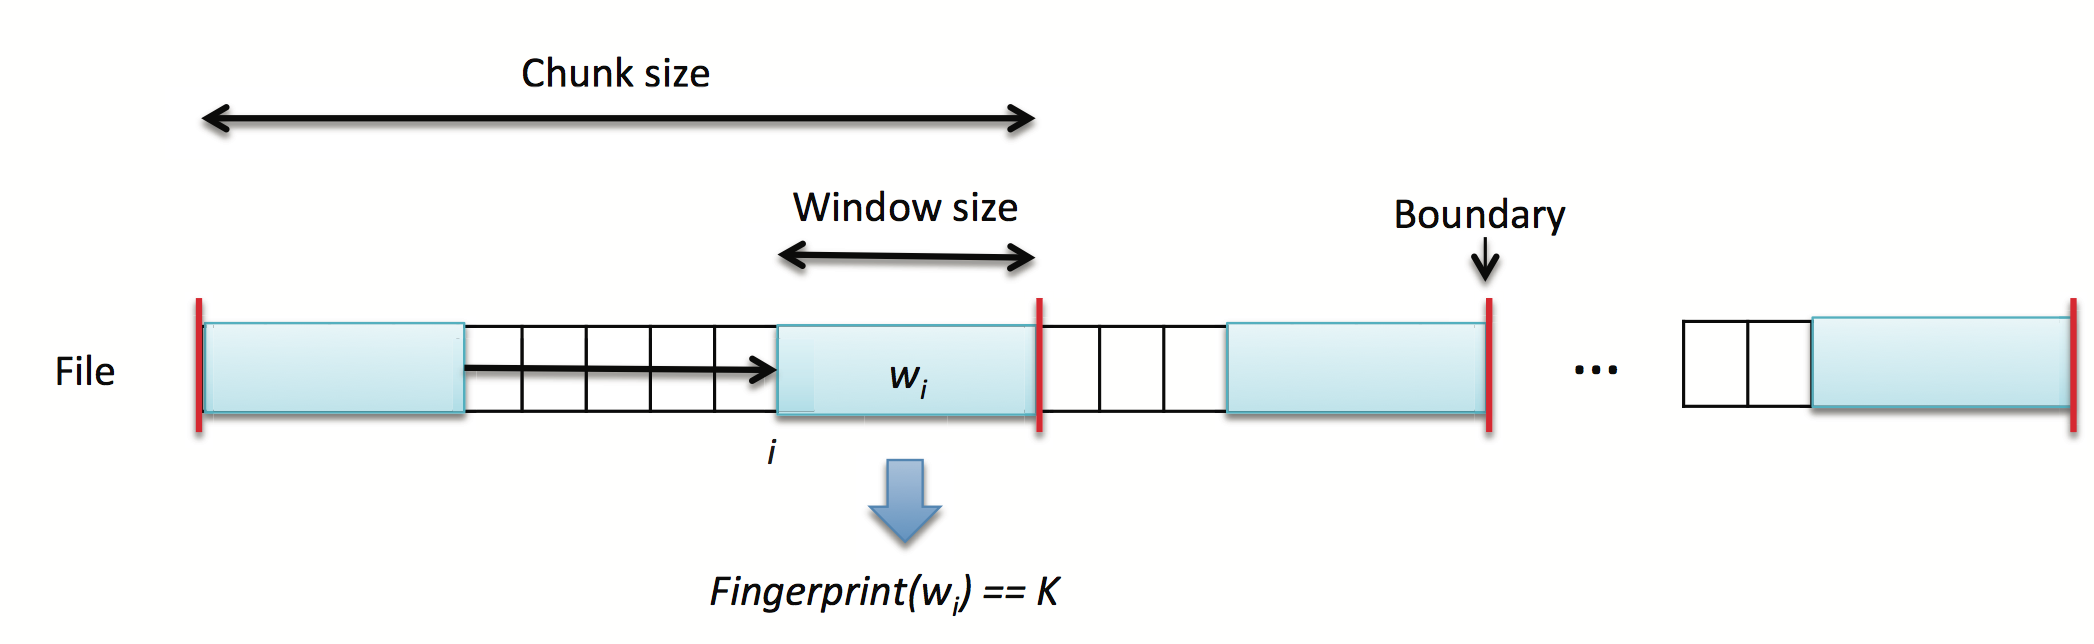 Chunk size
Window size
Boundary
File
...
wᵢ
i
Fingerprint(wᵢ) == K